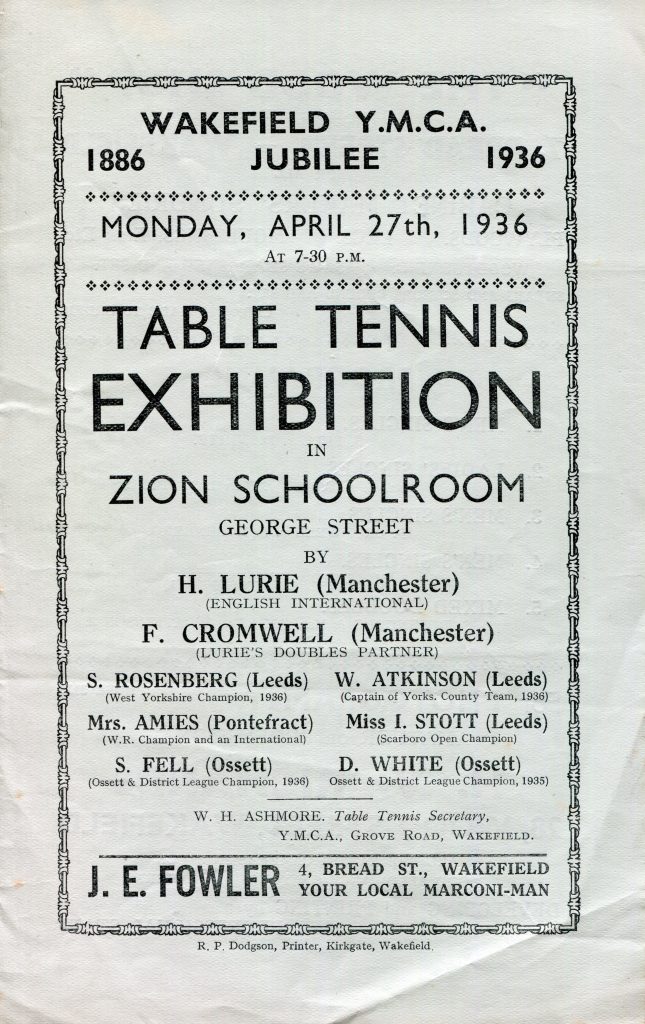 WAKEFIELD Y.M.C.A.
1886 JUBILEE 1936
MONDAY, APRIL 27th, 1936
AT 7-30 P.M.
TABLE TENNIS
EXHIBITION
IN
ZION SCHOOLROOM
GEORGE STREET
BY
H. LURIE (Manchester)
(ENGLISH INTERNATIONAL)
F. CROMWELL (Manchester)
(LURIE'S DOUBLES PARTNER)
S. ROSENBERG (Leeds) W. ATKINSON (Leeds)
(West Yorkshire Champion, 1936) (Captain of Yorks. County Team, 1936)
Mrs. AMIES (Pontefract) Miss I. STOTT (Leeds)
(W.R. Champion and an International) (Scarboro Open Champion)
S. FELL (Ossett) D. WHITE (Ossett)
(Ossett & District League Champion, 1936) Ossett & District League Champion, 1935)
W. H. ASHMORE. Table Tennis Secretary,
Y.M.C.A., GROVE ROAD, WAKEFIELD.
J. E. FOWLER 4, BREAD ST., WAKEFIELD
YOUR LOCAL MARCONI-MAN
R. P. Dodgson, Printer, Kirkgate, Wakefield.